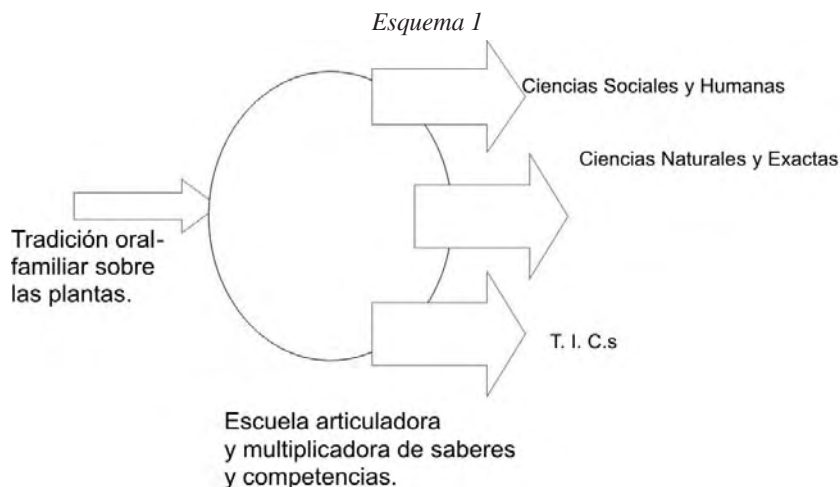 Esquema 1
Ciencias Sociales y Humanas
Ciencias Naturales y Exactas
Tradición oral-
familiar sobre
las plantas.
T. I. C.s
Escuela articuladora
y multiplicadora de saberes
y competencias.